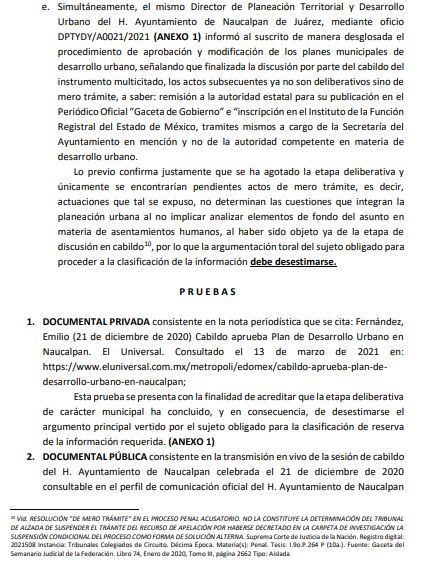 e. Simultáneamente, el mismo Director de Planeación Territorial y Desarrollo
Urbano del H. Ayuntamiento de Naucalpan de Juárez, mediante oficio
DPTYDY/A0021/2021 (ANEXO 1) informó al suscrito de manera desglosada el
procedimiento de aprobación y modificación de los planes municipales de
desarrollo urbano, señalando que finalizada la discusión por parte del cabildo del
instrumento multicitado, los actos subsecuentes ya no son deliberativos sino de
mero trámite, a saber: remisión a la autoridad estatal para su publicación en el
Periódico Oficial "Gaceta de Gobierno" e "inscripción en el Instituto de la Función
Registral del Estado de México, tramites mismos a cargo de la Secretaría del
Ayuntamiento en mención y no de la autoridad competente en materia de
desarrollo urbano.
Lo previo confirma justamente que se ha agotado la etapa deliberativa y
únicamente se encontrarían pendientes actos de mero trámite, es decir,
actuaciones que tal se expuso, no determinan las cuestiones que integran la
planeación urbana al no implicar analizar elementos de fondo del asunto en
materia de asentamientos humanos, al haber sido objeto ya de la etapa de
discusión en cabildo10, por lo que la argumentación toral del sujeto obligado para
proceder a la clasificación de la información debe desestimarse.
PRUEBAS
1. DOCUMENTAL PRIVADA consistente en la nota periodística que se cita: Fernández,
Emilio (21 de diciembre de 2020) Cabildo aprueba Plan de Desarrollo Urbano en
Naucalpan. El Universal. Consultado el 13 de marzo de 2021 en:
https://www.eluniversal.com.mx/metropoli/edomex/cabildo-aprueba-plan-de-
desarrollo-urbano-en-naucalpan;
Esta prueba se presenta con la finalidad de acreditar que la etapa deliberativa
de carácter municipal ha concluido, y en consecuencia, de desestimarse el
argumento principal vertido por el sujeto obligado para la clasificación de reserva
de la información requerida. (ANEXO 1)
2. DOCUMENTAL PÚBLICA consistente en la transmisión en vivo de la sesión de cabildo
del H. Ayuntamiento de Naucalpan celebrada el 21 de diciembre de 2020
consultable en el perfil de comunicación oficial del H. Ayuntamiento de Naucalpan
10 Vid. RESOLUCIÓN "DE MERO TRÁMITE" EN EL PROCESO PENAL ACUSATORIO. NO LA CONSTITUYE LA DETERMINACIÓN DEL TRIBUNAL
DE ALZADA DE SUSPENDER EL TRÁMITE DEL RECURSO DE APELACIÓN POR HABERSE DECRETADO EN LA CARPETA DE INVESTIGACIÓN LA
SUSPENSIÓN CONDICIONAL DEL PROCESO COMO FORMA DE SOLUCIÓN ALTERNA. Suprema Corte de Justicia de la Nación. Registro digital:
2021508 Instancia: Tribunales Colegiados de Circuito. Décima Época. Materia(s): Penal. Tesis: I.9o.P.264 P (10a.). Fuente: Gaceta del
Semanario Judicial de la Federación. Libro 74, Enero de 2020, Tomo III, página 2662 Tipo: Aislada